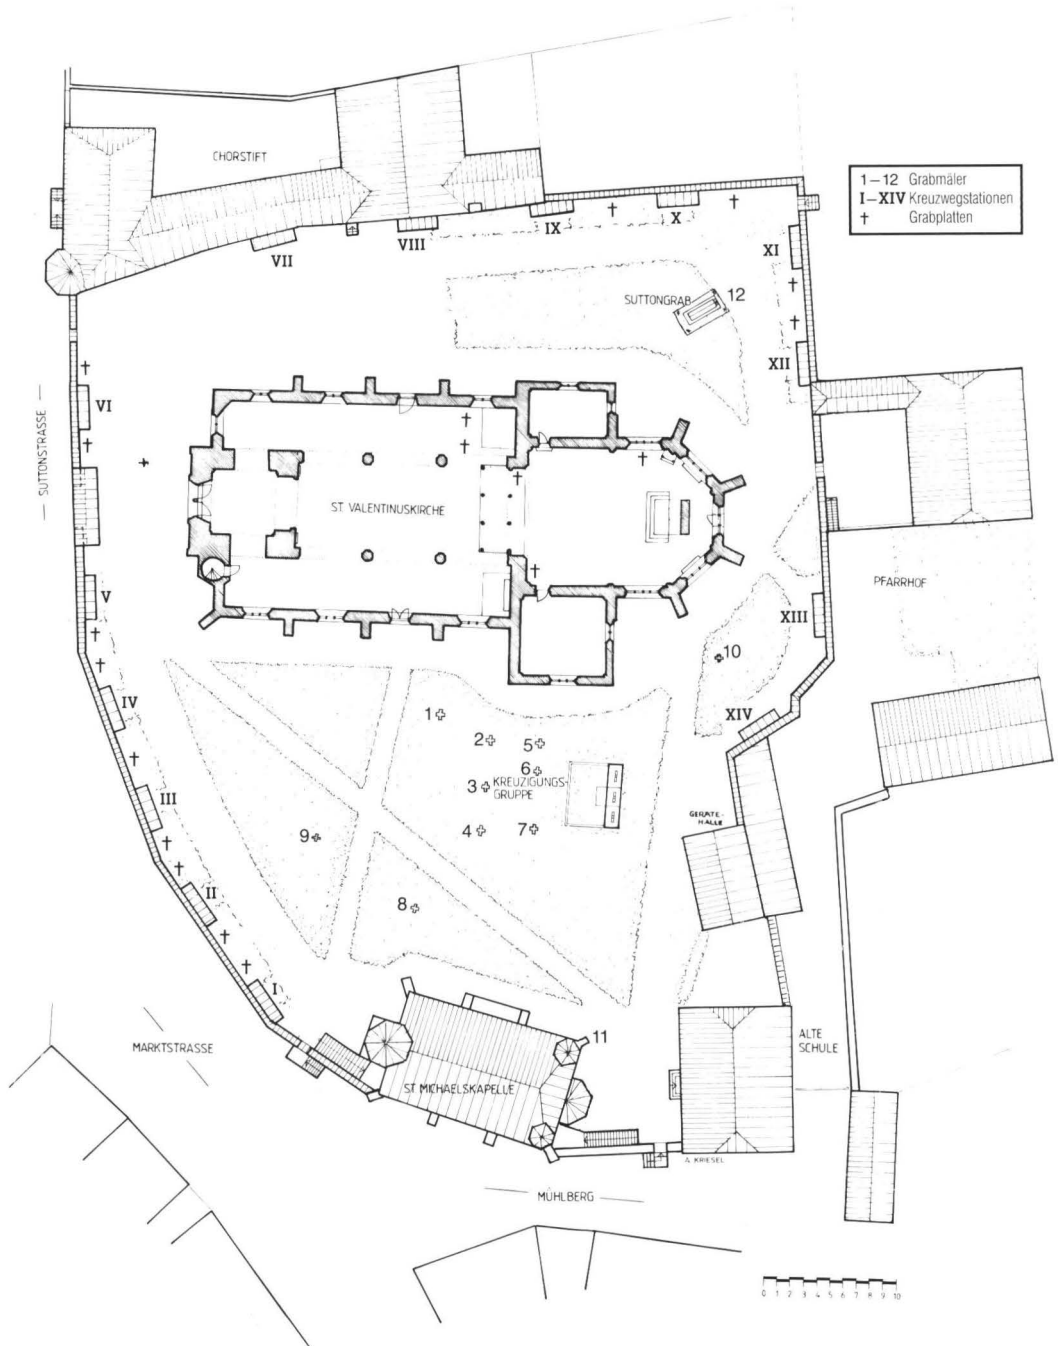 CHORSTIFT
1–12 Grabmäler
I–XIV Kreuzwegstationen
† Grabplatten
VII
VIII
IX
X
XI
SUTTONGRAB
12
XII
SUTTONSTRASSE
VI
ST. VALENTINUSKIRCHE
V
PFARRHOF
XIII
10
IV
XIV
1
2
5
6
3
KREUZIGUNGS-
GRUPPE
III
GERÄTE-
HALLE
4
7
9
II
8
I
11
MARKTSTRASSE
ALTE
SCHULE
ST MICHAELSKAPELLE
A. KRIESEL
MÜHLBERG
0 1 2 3 4 5 6 7 8 9 10